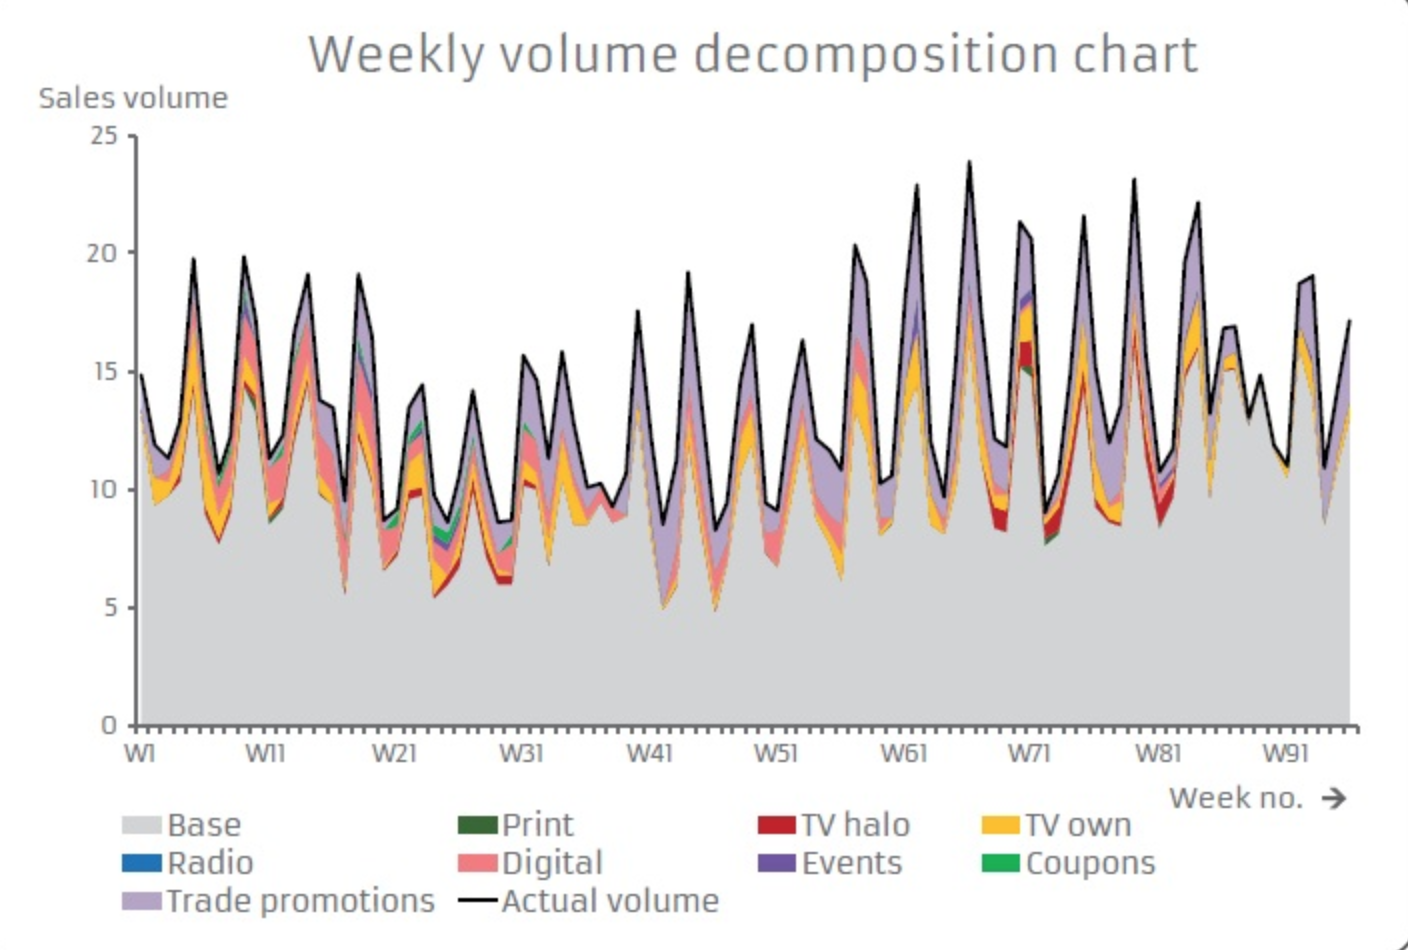 Weekly volume decomposition chart
Sales volume
25
20
15
10
5
0
W1 W11 W21 W31 W41 W51 W61 W71 W81 W91
Week no. →
Base Print TV halo TV own
Radio Digital Events Coupons
Trade promotions Actual volume